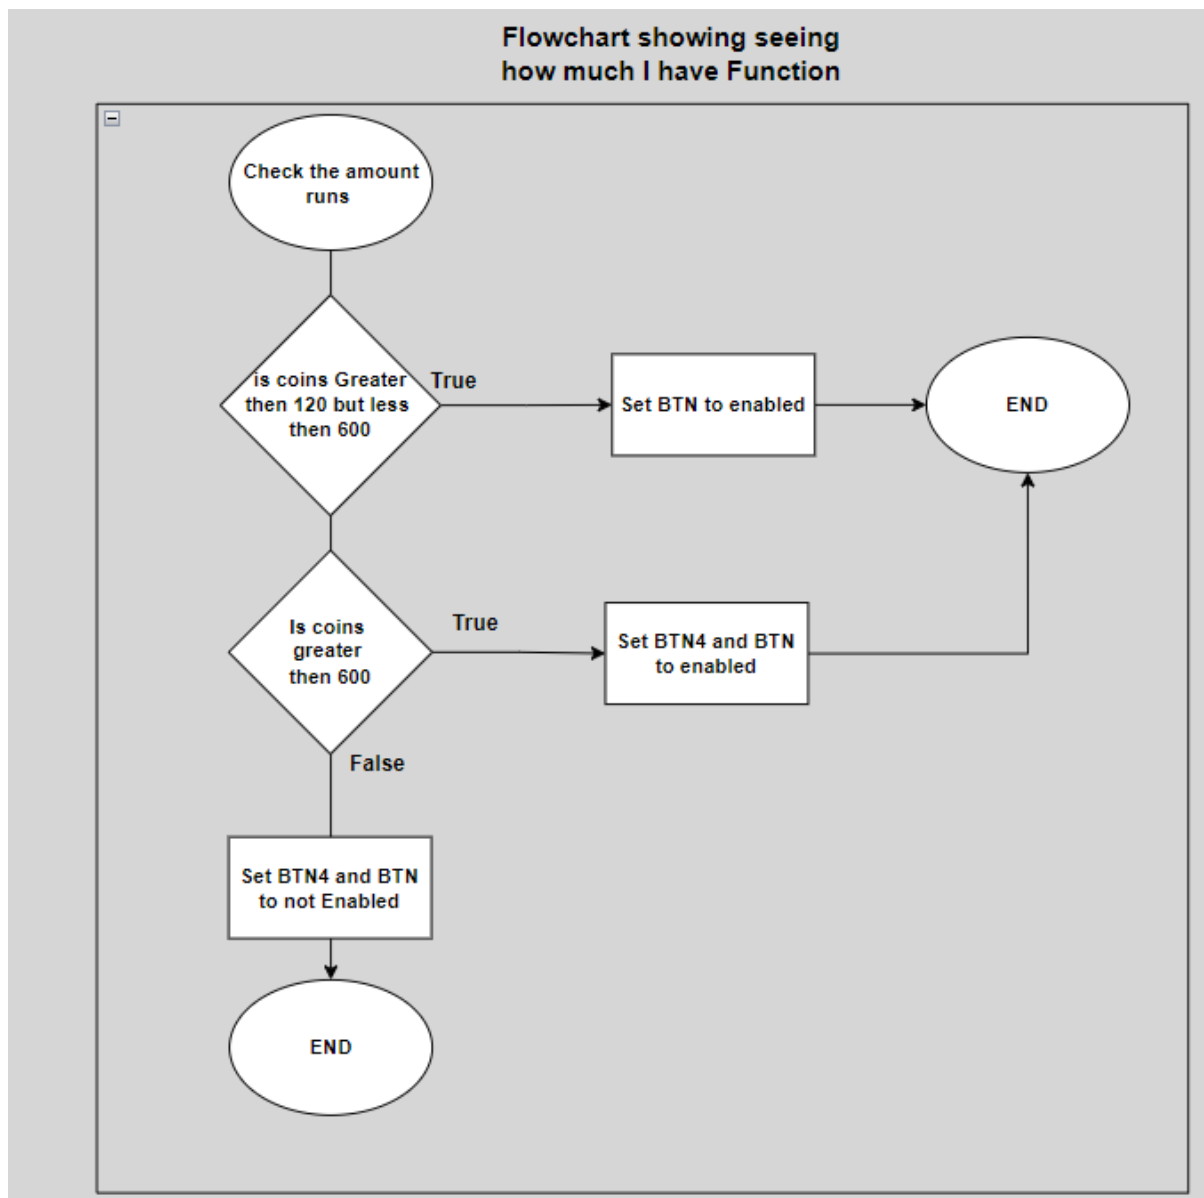 Flowchart showing seeing
how much I have Function
Check the amount
runs
is coins Greater
then 120 but less
then 600
True
Set BTN to enabled
END
Is coins
greater
then 600
True
Set BTN4 and BTN
to enabled
False
Set BTN4 and BTN
to not Enabled
END